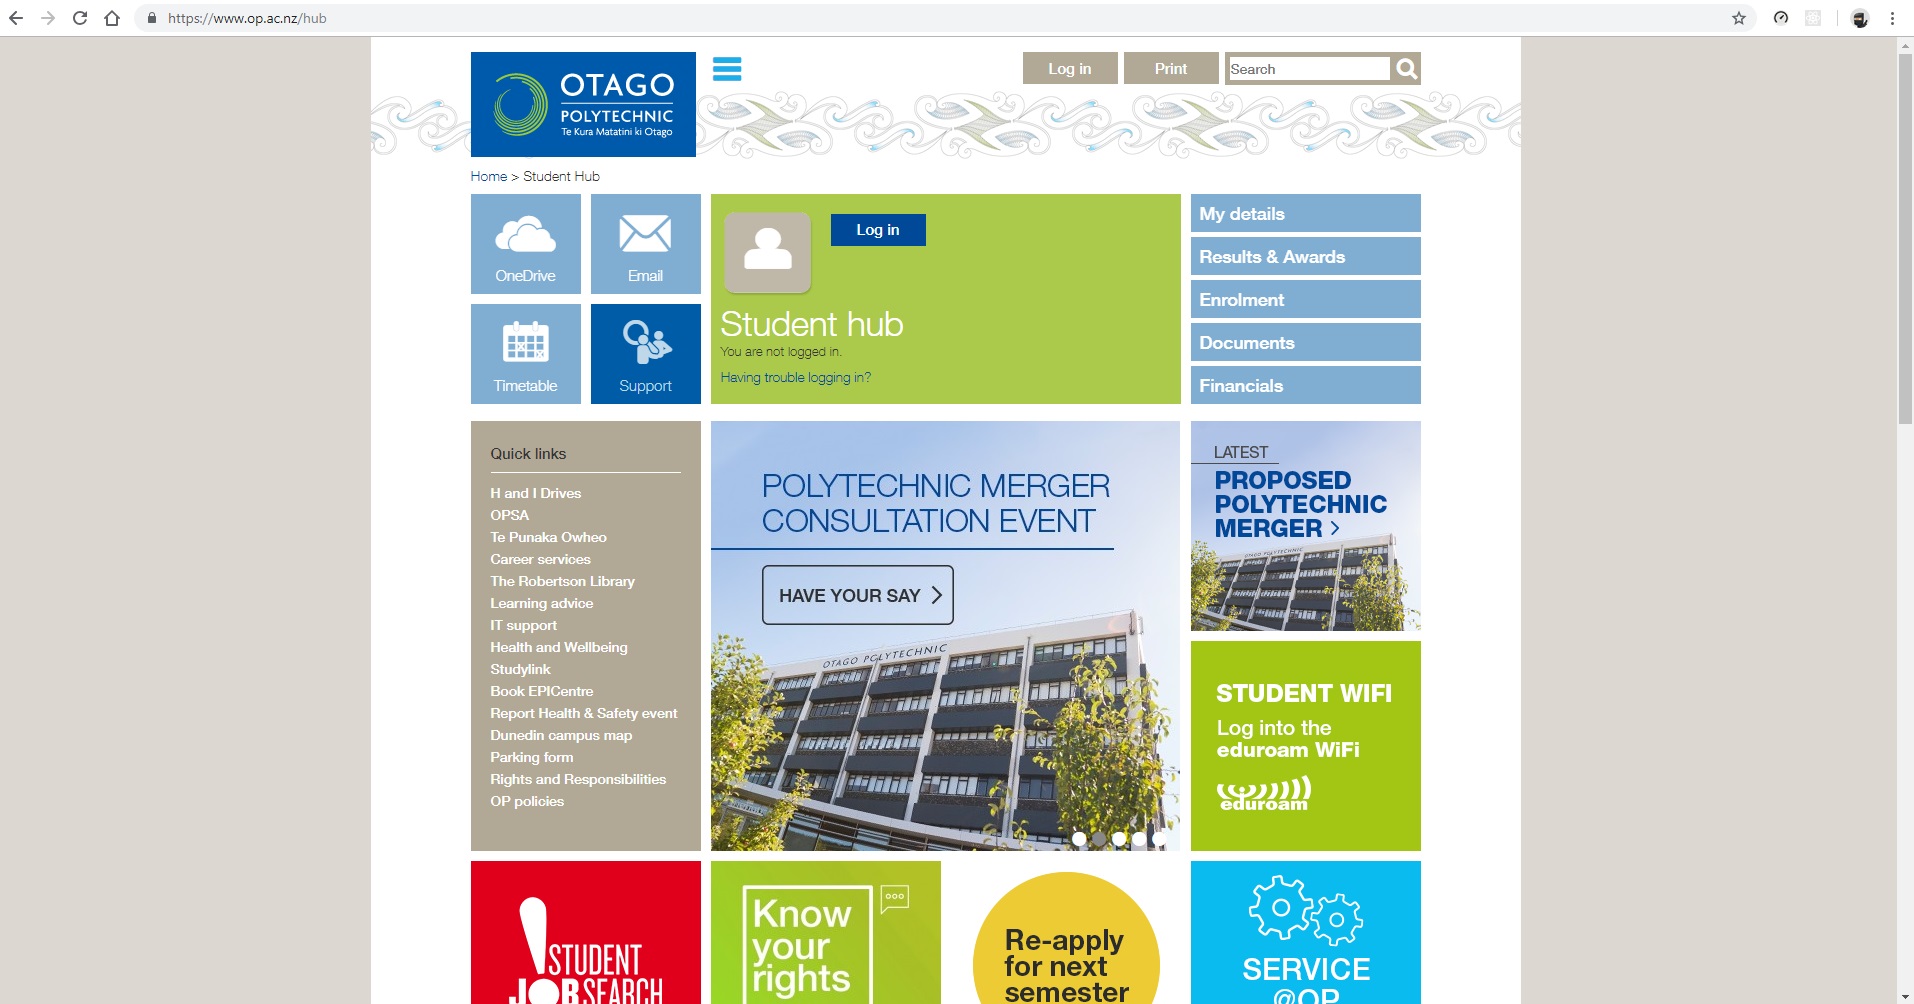 https://www.op.ac.nz/hub
OTAGO
POLYTECHNIC
Te Kura Matatini ki Otago
Log in
Print
Search
Home > Student Hub
OneDrive
Email
Timetable
Support
Log in
Student hub
You are not logged in.
Having trouble logging in?
My details
Results & Awards
Enrolment
Documents
Financials
Quick links
H and I Drives
OPSA
Te Punaka Owheo
Career services
The Robertson Library
Learning advice
IT support
Health and Wellbeing
Studylink
Book EPICentre
Report Health & Safety event
Dunedin campus map
Parking form
Rights and Responsibilities
OP policies
POLYTECHNIC MERGER
CONSULTATION EVENT
HAVE YOUR SAY >
OTAGO POLYTECHNIC
LATEST
PROPOSED
POLYTECHNIC
MERGER >
OTAGO POLYTECHNIC
STUDENT WIFI
Log into the
eduroam WiFi
eduroam
STUDENT
JOB SEARCH
Know
your
rights
Re-apply
for next
semester
SERVICE
@OP